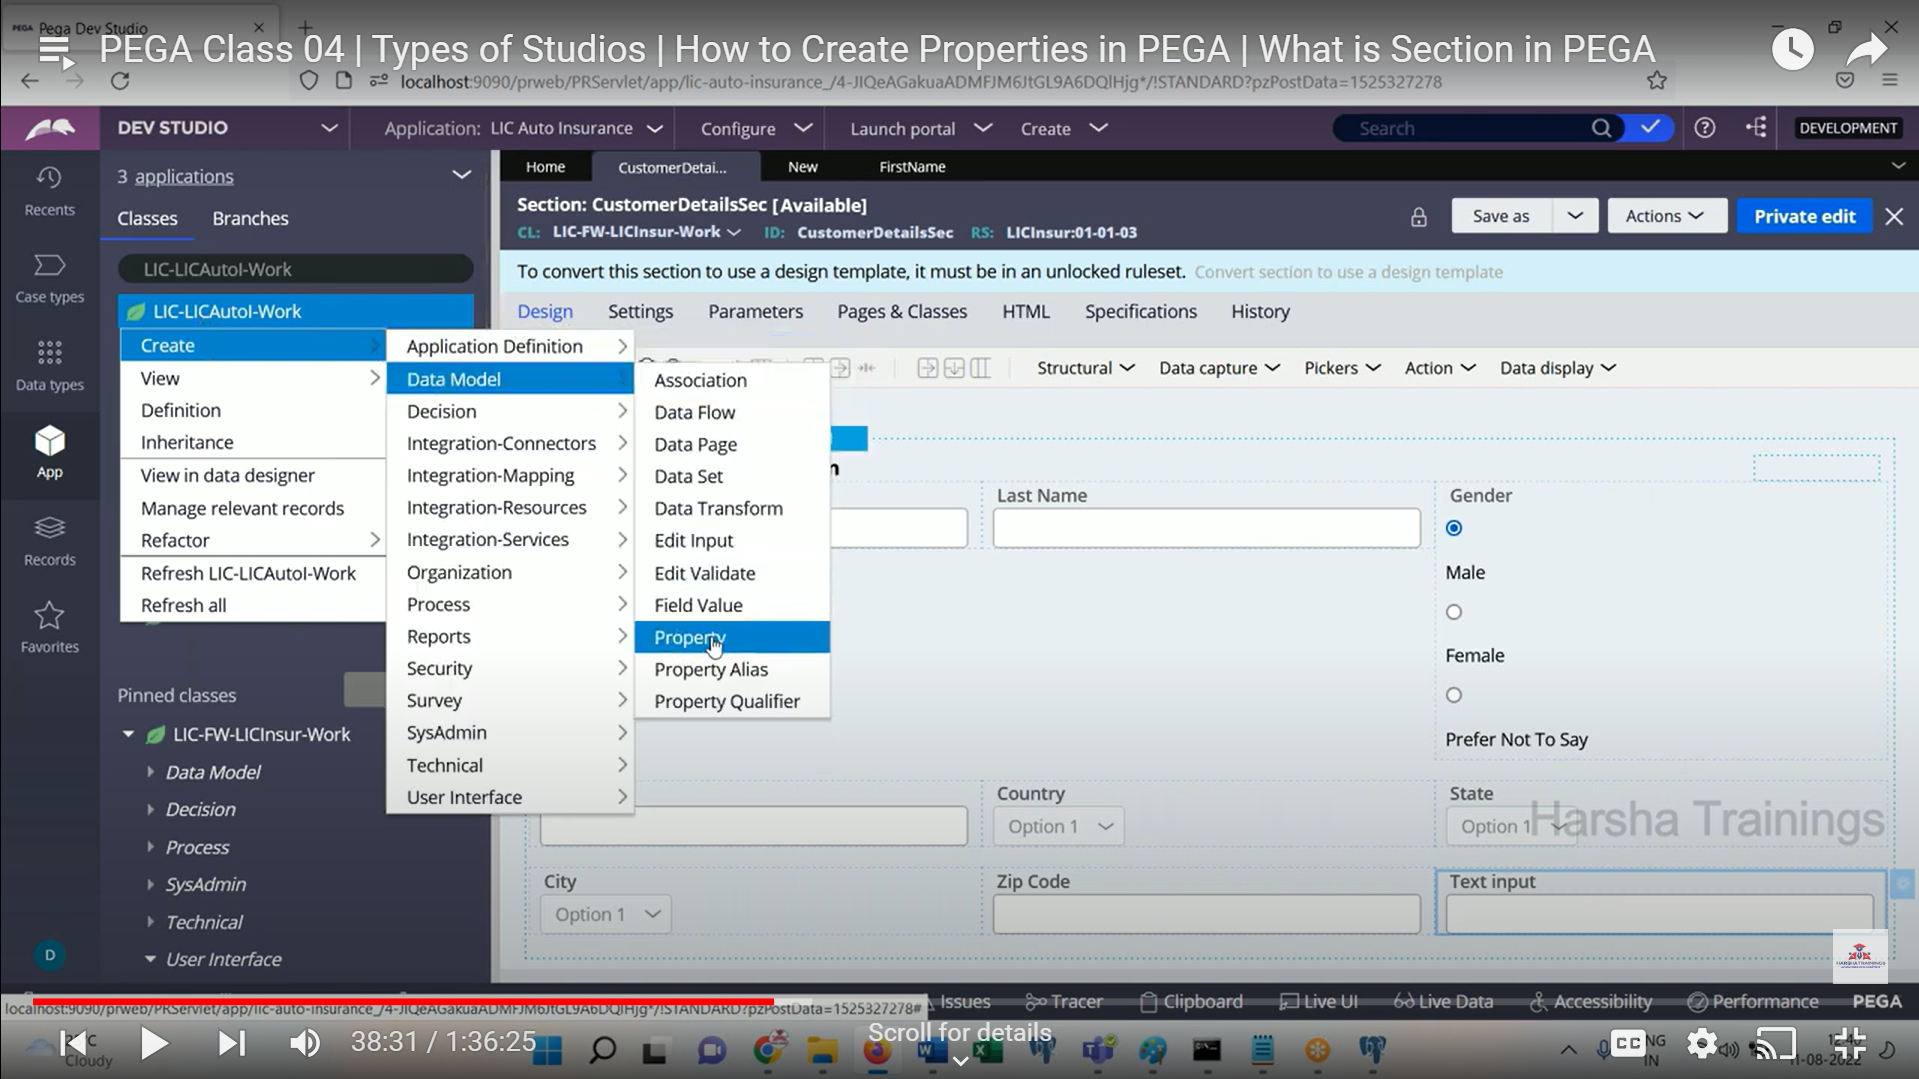 Pega Dev Studio
PEGA Class 04 | Types of Studios | How to Create Properties in PEGA | What is Section in PEGA
localhost:9090/prweb/PRServlet/app/lic-auto-insurance_/4-JIQeAGakuaADMFJM6JtGL9A6DQlHjg*/!STANDARD?pzPostData=1525327278
DEV STUDIO
Application: LIC Auto Insurance
Configure
Launch portal
Create
Search
DEVELOPMENT
Recents
Case types
Data types
App
Records
Favorites
D
3 applications
Classes Branches
LIC-LICAutoI-Work
LIC-LICAutoI-Work
Create
View
Definition
Inheritance
View in data designer
Manage relevant records
Refactor
Refresh LIC-LICAutoI-Work
Refresh all
Application Definition
Data Model
Decision
Integration-Connectors
Integration-Mapping
Integration-Resources
Integration-Services
Organization
Process
Reports
Security
Survey
SysAdmin
Technical
User Interface
Association
Data Flow
Data Page
Data Set
Data Transform
Edit Input
Edit Validate
Field Value
Property
Property Alias
Property Qualifier
Pinned classes
LIC-FW-LICInsur-Work
Data Model
Decision
Process
SysAdmin
Technical
User Interface
Home CustomerDetai... New FirstName
Section: CustomerDetailsSec [Available]
CL: LIC-FW-LICInsur-Work ID: CustomerDetailsSec RS: LICInsur:01-01-03
Save as
Actions
Private edit
To convert this section to use a design template, it must be in an unlocked ruleset. Convert section to use a design template
Design Settings Parameters Pages & Classes HTML Specifications History
Structural Data capture Pickers Action Data display
n
Last Name
Gender
Male
Female
Prefer Not To Say
Country
Option 1
State
Option 1
Harsha Trainings
City
Option 1
Zip Code
Text input
HARSHA TRAININGS
localhost:9090/prweb/PRServlet/app/lic-auto-insurance_/4-JIQeAGakuaADMFJM6JtGL9A6DQlHjg*/!STANDARD?pzPostData=1525327278#
Issues Tracer Clipboard Live UI Live Data Accessibility Performance PEGA
Cloudy
38:31 / 1:36:25
Scroll for details
CC
IN